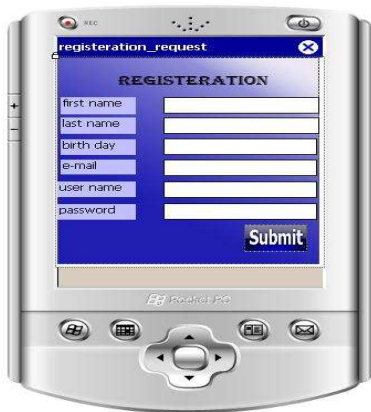 REC
registeration_request
REGISTERATION
first name
last name
birth day
e-mail
user name
password
Submit
Pocket PC